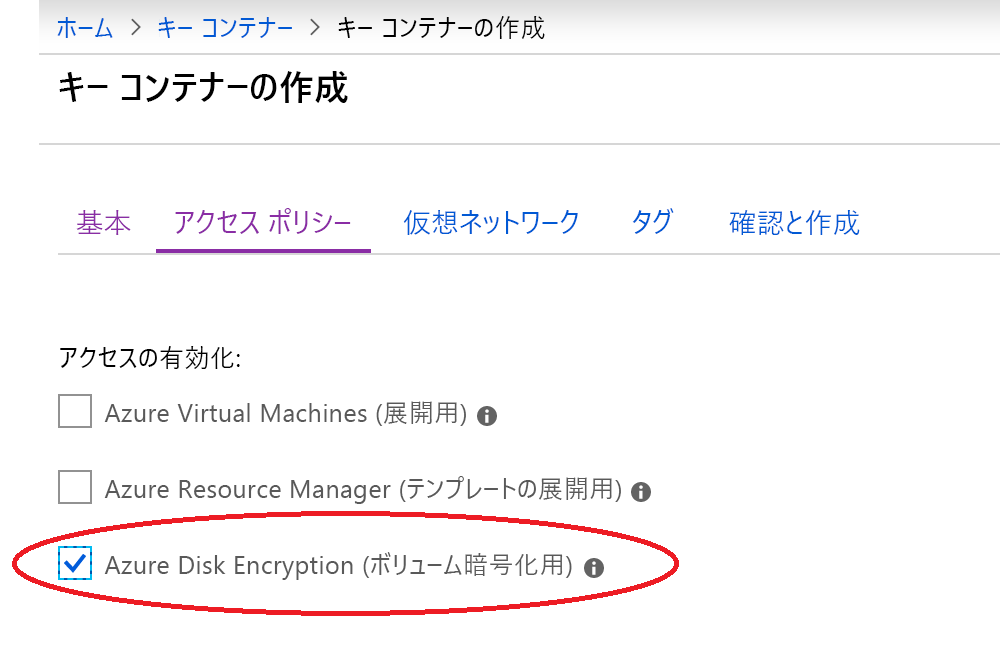 ホーム > キー コンテナー > キー コンテナーの作成
キー コンテナーの作成
基本 アクセス ポリシー 仮想ネットワーク タグ 確認と作成
アクセスの有効化:
Azure Virtual Machines (展開用)
Azure Resource Manager (テンプレートの展開用)
Azure Disk Encryption (ボリューム暗号化用)